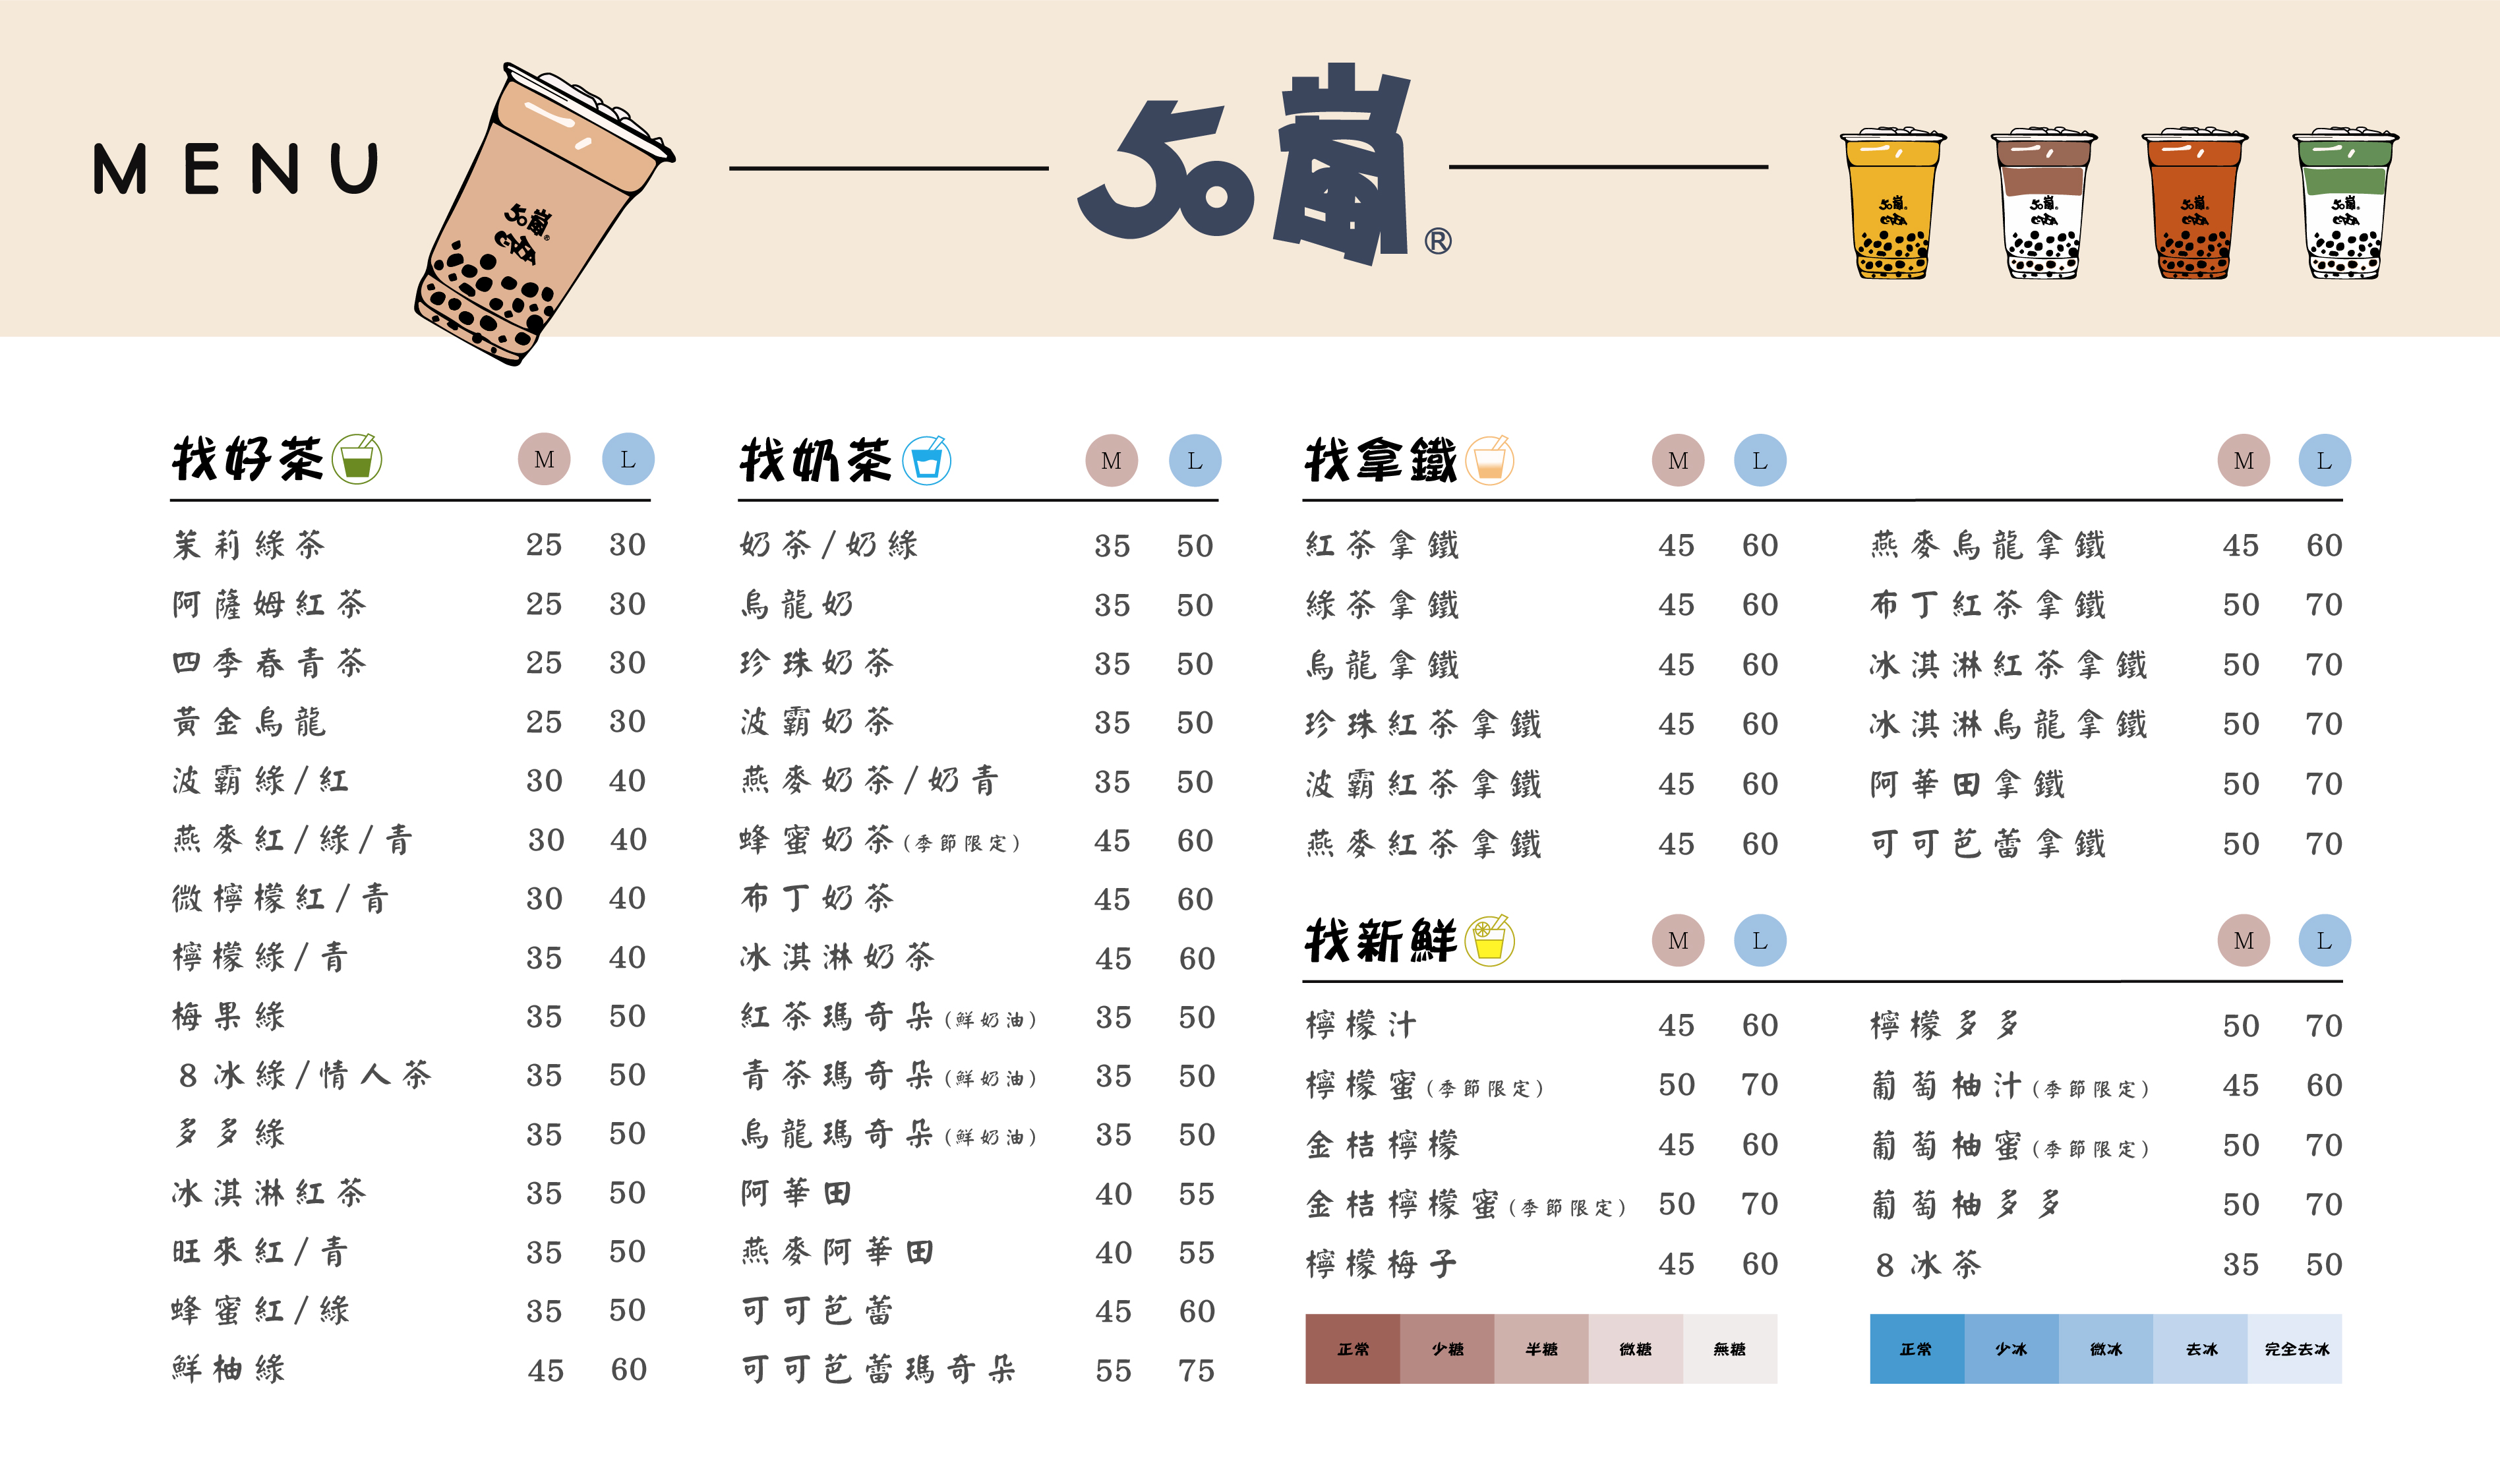 MENU
50嵐®
50嵐®
50嵐®
50嵐®
50嵐®
50嵐®
找好茶 M L
茉莉綠茶 25 30
阿薩姆紅茶 25 30
四季春青茶 25 30
黃金烏龍 25 30
波霸綠/紅 30 40
燕麥紅/綠/青 30 40
微檸檬紅/青 30 40
檸檬綠/青 35 40
梅果綠 35 50
8冰綠/情人茶 35 50
多多綠 35 50
冰淇淋紅茶 35 50
旺來紅/青 35 50
蜂蜜紅/綠 35 50
鮮柚綠 45 60
找奶茶 M L
奶茶/奶綠 35 50
烏龍奶 35 50
珍珠奶茶 35 50
波霸奶茶 35 50
燕麥奶茶/奶青 35 50
蜂蜜奶茶(季節限定) 45 60
布丁奶茶 45 60
冰淇淋奶茶 45 60
紅茶瑪奇朵(鮮奶油) 35 50
青茶瑪奇朵(鮮奶油) 35 50
烏龍瑪奇朵(鮮奶油) 35 50
阿華田 40 55
燕麥阿華田 40 55
可可芭蕾 45 60
可可芭蕾瑪奇朵 55 75
找拿鐵 M L
紅茶拿鐵 45 60
綠茶拿鐵 45 60
烏龍拿鐵 45 60
珍珠紅茶拿鐵 45 60
波霸紅茶拿鐵 45 60
燕麥紅茶拿鐵 45 60
M L
燕麥烏龍拿鐵 45 60
布丁紅茶拿鐵 50 70
冰淇淋紅茶拿鐵 50 70
冰淇淋烏龍拿鐵 50 70
阿華田拿鐵 50 70
可可芭蕾拿鐵 50 70
找新鮮 M L
檸檬汁 45 60
檸檬蜜(季節限定) 50 70
金桔檸檬 45 60
金桔檸檬蜜(季節限定) 50 70
檸檬梅子 45 60
M L
檸檬多多 50 70
葡萄柚汁(季節限定) 45 60
葡萄柚蜜(季節限定) 50 70
葡萄柚多多 50 70
8冰茶 35 50
正常 少糖 半糖 微糖 無糖
正常 少冰 微冰 去冰 完全去冰